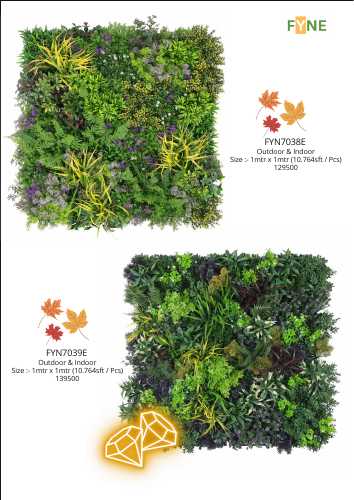 FYNE
FYN7038E
Outdoor & Indoor
Size :- 1mtr x 1mtr (10.764sft / Pcs)
129500
FYN7039E
Outdoor & Indoor
Size :- 1mtr x 1mtr (10.764sft / Pcs)
139500